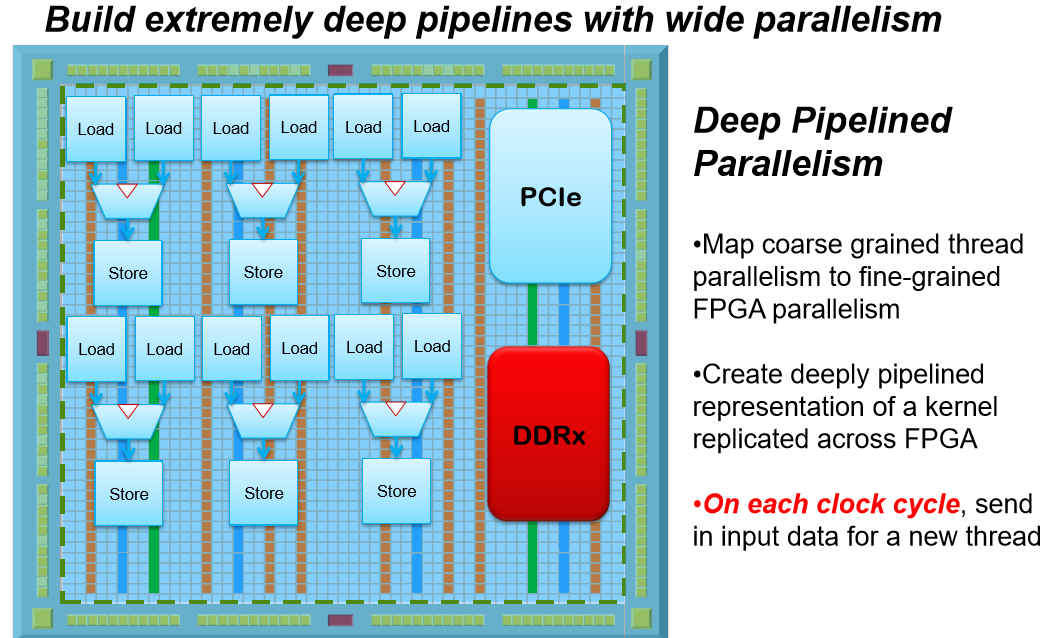 Build extremely deep pipelines with wide parallelism
Load Load Load Load Load Load
Store Store Store
Load Load Load Load Load Load
Store Store Store
PCIe
DDRx
Deep Pipelined
Parallelism
•Map coarse grained thread
parallelism to fine-grained
FPGA parallelism
•Create deeply pipelined
representation of a kernel
replicated across FPGA
•On each clock cycle, send
in input data for a new thread